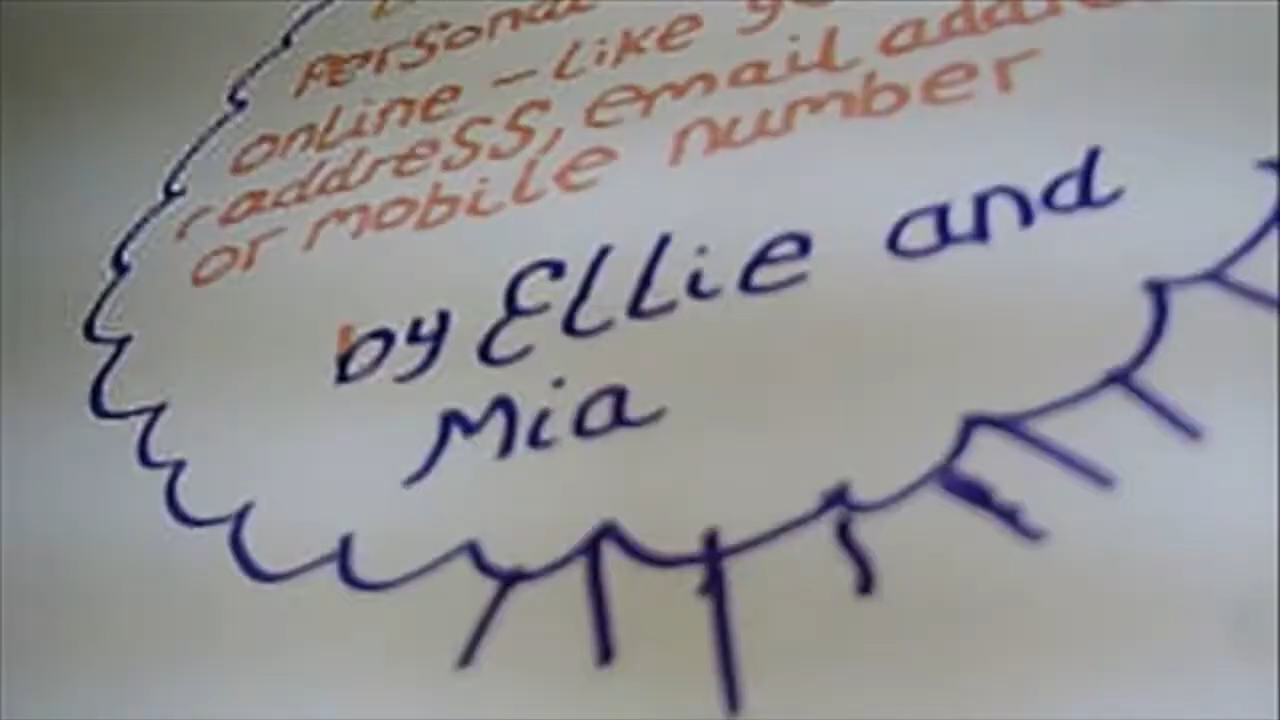 Personal
online - like
address, email
or mobile number
by Ellie and
Mia